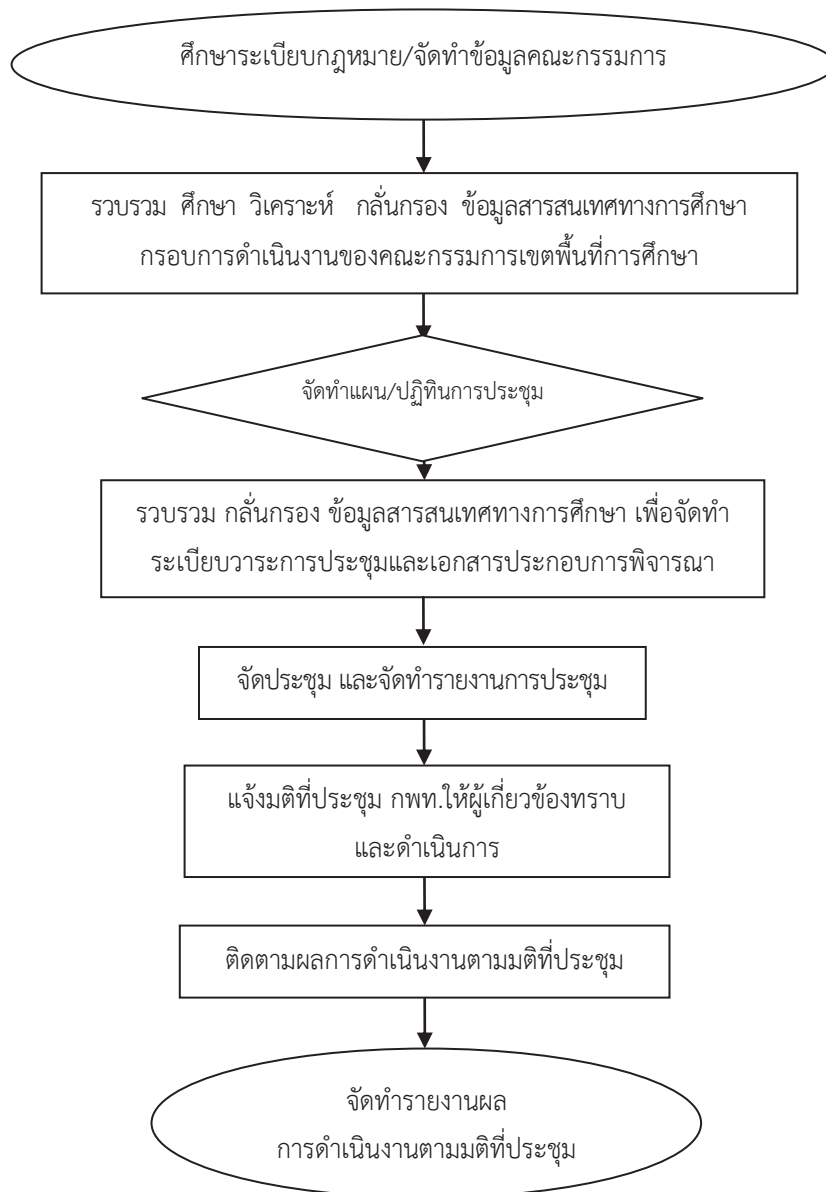 ศึกษาระเบียบกฎหมาย/จัดทำข้อมูลคณะกรรมการ
รวบรวม ศึกษา วิเคราะห์ กลั่นกรอง ข้อมูลสารสนเทศทางการศึกษา
กรอบการดำเนินงานของคณะกรรมการเขตพื้นที่การศึกษา
จัดทำแผน/ปฏิทินการประชุม
รวบรวม กลั่นกรอง ข้อมูลสารสนเทศทางการศึกษา เพื่อจัดทำ
ระเบียบวาระการประชุมและเอกสารประกอบการพิจารณา
จัดประชุม และจัดทำรายงานการประชุม
แจ้งมติที่ประชุม กพท.ให้ผู้เกี่ยวข้องทราบ
และดำเนินการ
ติดตามผลการดำเนินงานตามมติที่ประชุม
จัดทำรายงานผล
การดำเนินงานตามมติที่ประชุม